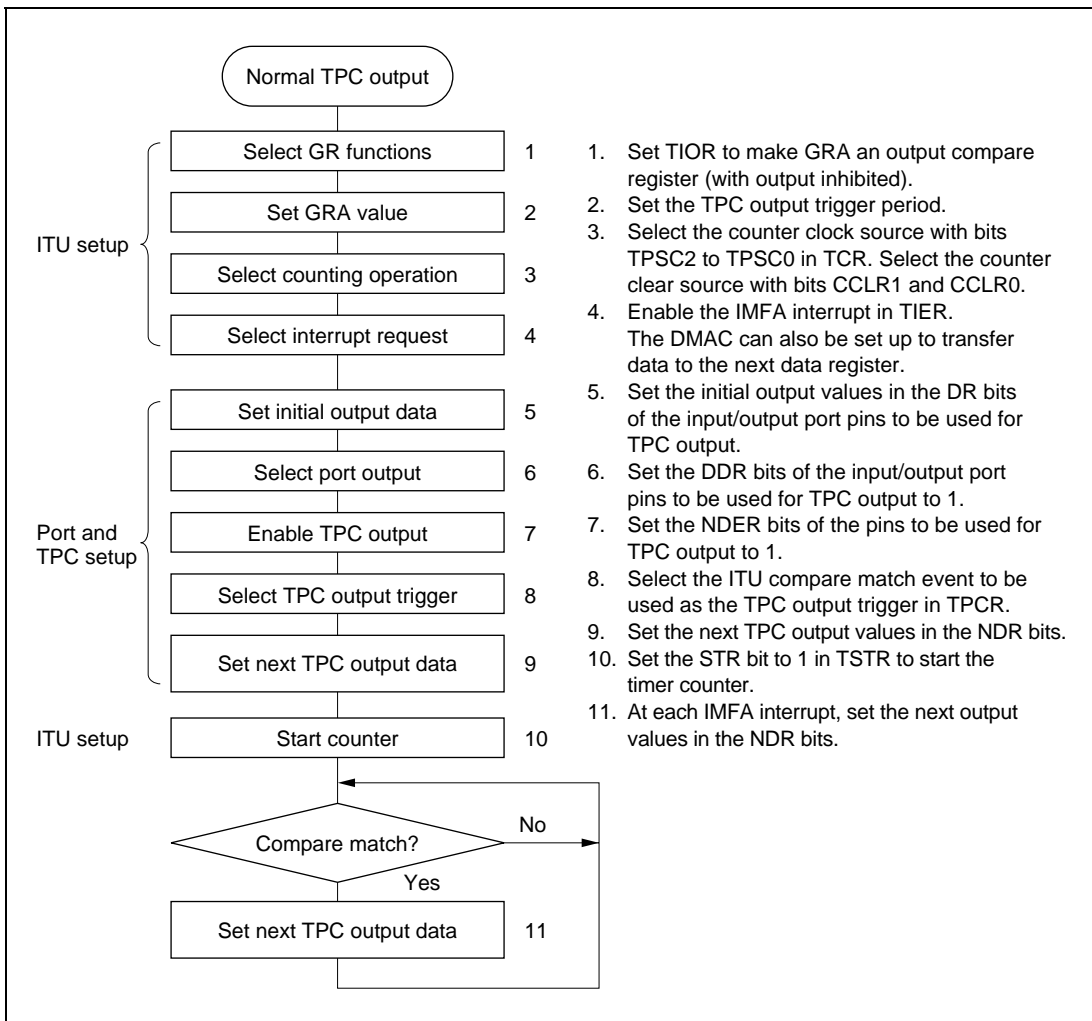 Normal TPC output
ITU setup
Select GR functions 1
Set GRA value 2
Select counting operation 3
Select interrupt request 4
Port and
TPC setup
Set initial output data 5
Select port output 6
Enable TPC output 7
Select TPC output trigger 8
Set next TPC output data 9
ITU setup
Start counter 10
Compare match?
No
Yes
Set next TPC output data 11
1. Set TIOR to make GRA an output compare
register (with output inhibited).
2. Set the TPC output trigger period.
3. Select the counter clock source with bits
TPSC2 to TPSC0 in TCR. Select the counter
clear source with bits CCLR1 and CCLR0.
4. Enable the IMFA interrupt in TIER.
The DMAC can also be set up to transfer
data to the next data register.
5. Set the initial output values in the DR bits
of the input/output port pins to be used for
TPC output.
6. Set the DDR bits of the input/output port
pins to be used for TPC output to 1.
7. Set the NDER bits of the pins to be used for
TPC output to 1.
8. Select the ITU compare match event to be
used as the TPC output trigger in TPCR.
9. Set the next TPC output values in the NDR bits.
10. Set the STR bit to 1 in TSTR to start the
timer counter.
11. At each IMFA interrupt, set the next output
values in the NDR bits.